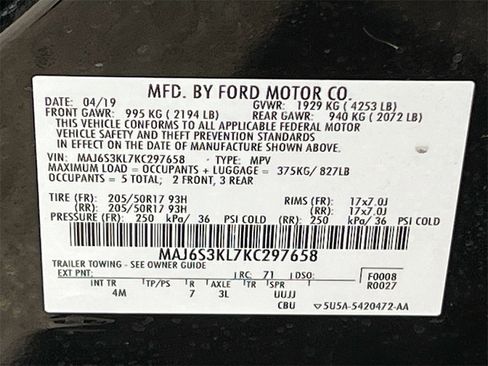 MFD. BY FORD MOTOR CO.
DATE: 04/19 GVWR: 1929 KG ( 4253 LB)
FRONT GAWR: 995 KG ( 2194 LB) REAR GAWR: 940 KG ( 2072 LB)
THIS VEHICLE CONFORMS TO ALL APPLICABLE FEDERAL MOTOR
VEHICLE SAFETY AND THEFT PREVENTION STANDARDS
IN EFFECT ON THE DATE OF MANUFACTURE SHOWN ABOVE.
VIN: MAJ6S3KL7KC297658 TYPE: MPV
MAXIMUM LOAD = OCCUPANTS + LUGGAGE = 375KG/ 827LB
OCCUPANTS = 5 TOTAL; 2 FRONT, 3 REAR
TIRE (FR): 205/50R17 93H RIMS (FR): 17x7.0J
(RR): 205/50R17 93H (RR): 17x7.0J
PRESSURE (FR): 250 kPa/ 36 PSI COLD (RR): 250 kPa/ 36 PSI COLD
MAJ6S3KL7KC297658
TRAILER TOWING - SEE OWNER GUIDE
EXT PNT: RC: 71 DSO: F0008
R0027
INT TR TP/PS R AXLE TR SPR
4M 7 3L UUJJ
CBU 5U5A-5420472-AA